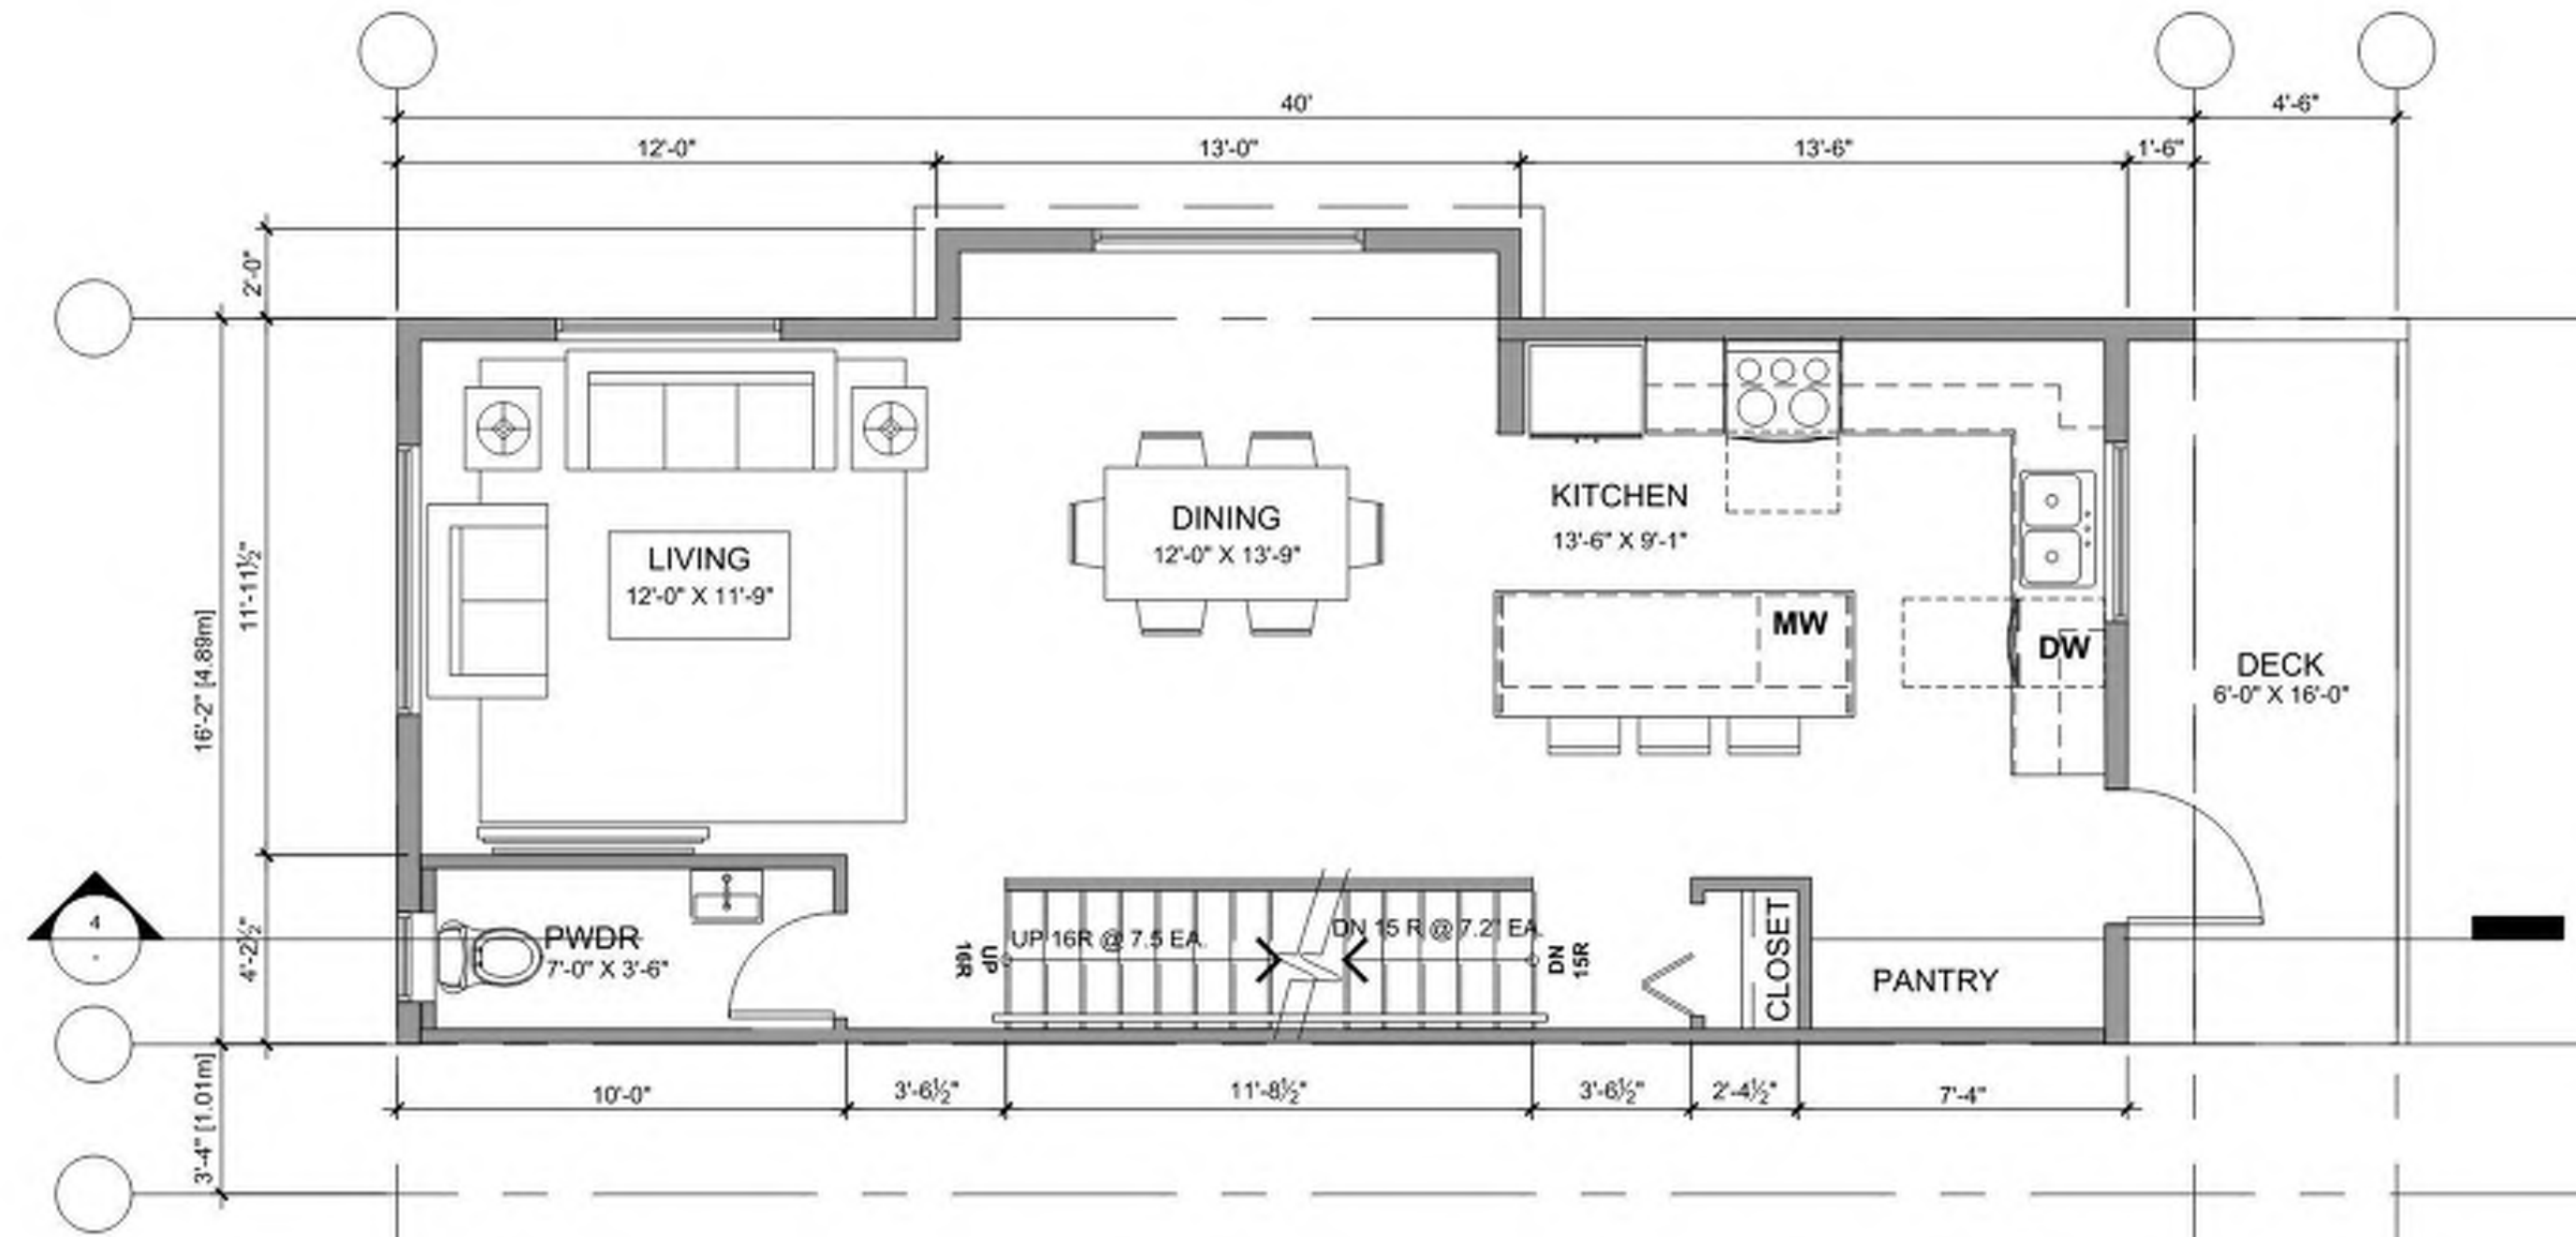 40'
4'-6"
12'-0"
13'-0"
13'-6"
1'-6"
2'-0"
11'-11½"
16'-2" [4.89m]
4'-2½"
3'-4" [1.01m]
LIVING
12'-0" X 11'-9"
DINING
12'-0" X 13'-9"
KITCHEN
13'-6" X 9'-1"
MW
DW
DECK
6'-0" X 16'-0"
4
PWDR
7'-0" X 3'-6"
UP
16R
UP 16R @ 7.5 EA.
DN 15 R @ 7.2" EA.
DN
15R
CLOSET
PANTRY
10'-0"
3'-6½"
11'-8½"
3'-6½"
2'-4½"
7'-4"